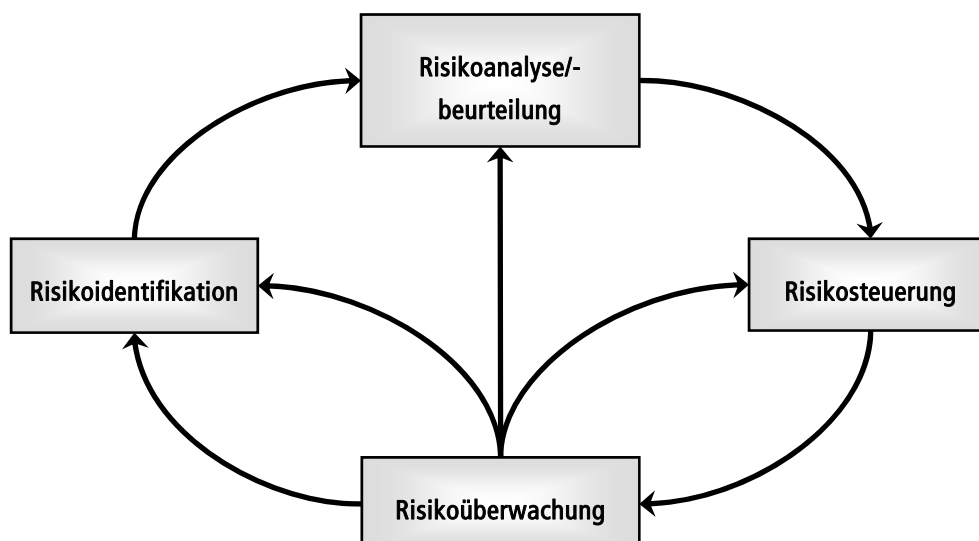 Risikoanalyse/-
beurteilung
Risikoidentifikation
Risikosteuerung
Risikoüberwachung